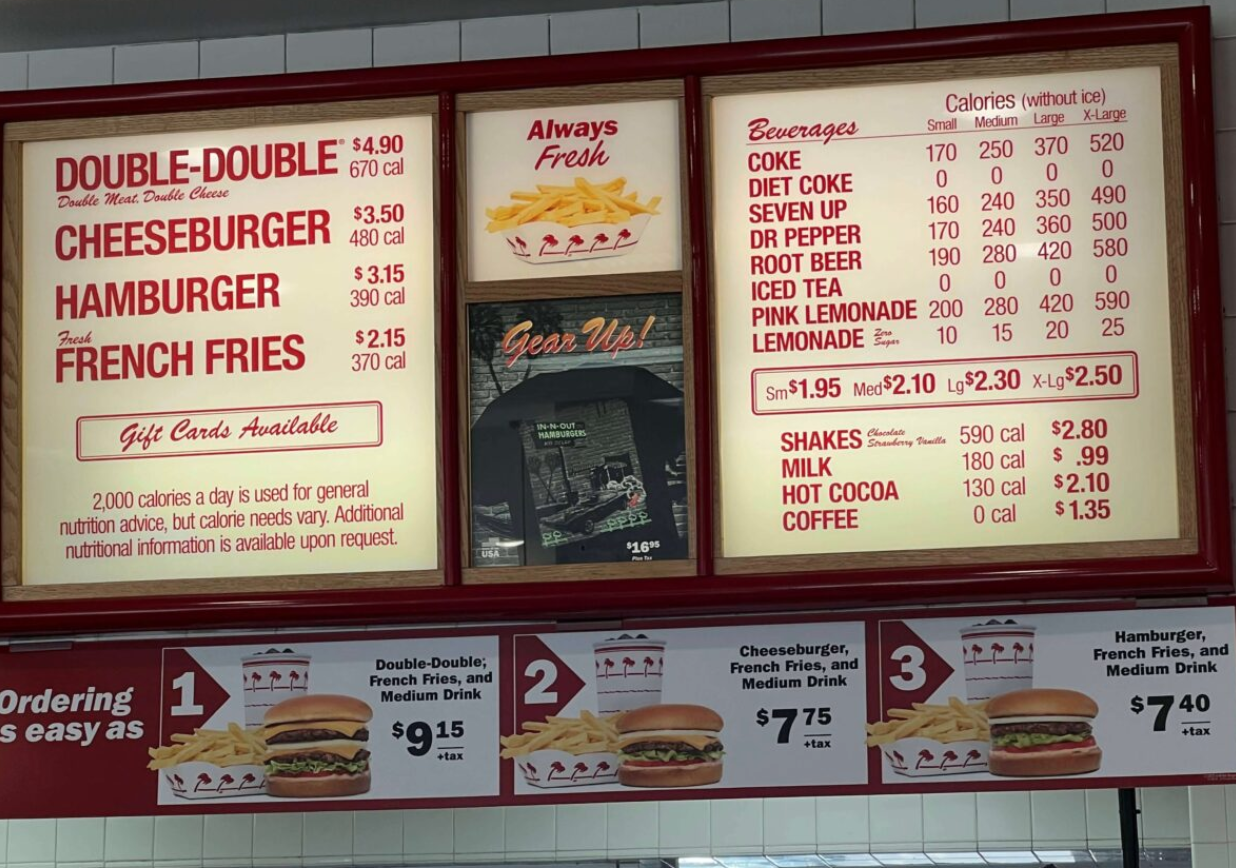 DOUBLE-DOUBLE® $4.90
Double Meat, Double Cheese 670 cal
CHEESEBURGER $3.50
480 cal
HAMBURGER $3.15
390 cal
Fresh
FRENCH FRIES $2.15
370 cal
Gift Cards Available
2,000 calories a day is used for general
nutrition advice, but calorie needs vary. Additional
nutritional information is available upon request.
Always
Fresh
Gear Up!
IN-N-OUT
HAMBURGERS
USA
$16.95
Plus Tax
Calories (without ice)
Beverages Small Medium Large X-Large
COKE 170 250 370 520
DIET COKE 0 0 0 0
SEVEN UP 160 240 350 490
DR PEPPER 170 240 360 500
ROOT BEER 190 280 420 580
ICED TEA 0 0 0 0
PINK LEMONADE 200 280 420 590
LEMONADE Zero Sugar 10 15 20 25
Sm $1.95 Med $2.10 Lg $2.30 X-Lg $2.50
SHAKES Chocolate Strawberry Vanilla 590 cal $2.80
MILK 180 cal $ .99
HOT COCOA 130 cal $2.10
COFFEE 0 cal $1.35
Ordering
s easy as
1
Double-Double,
French Fries, and
Medium Drink
$9 15
+tax
2
Cheeseburger,
French Fries, and
Medium Drink
$7 75
+tax
3
Hamburger,
French Fries, and
Medium Drink
$7 40
+tax